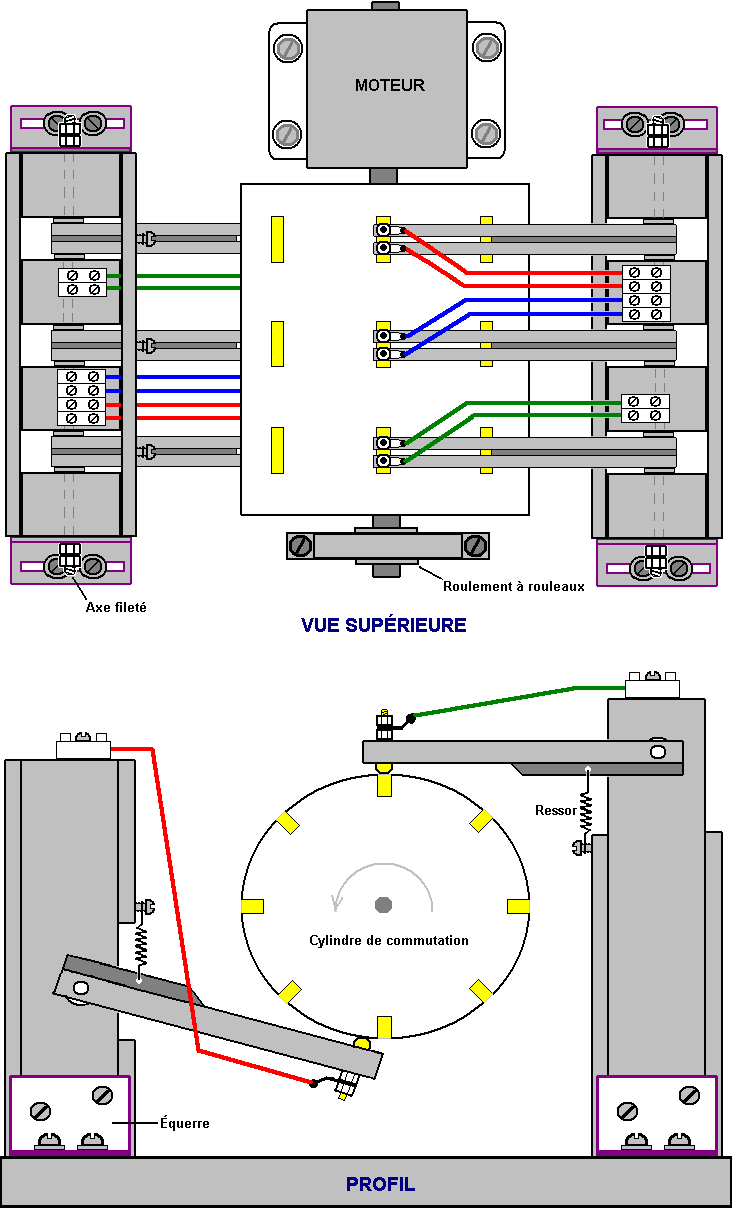 MOTEUR
Roulement à rouleaux
Axe fileté
VUE SUPÉRIEURE
Ressor
Cylindre de commutation
Équerre
PROFIL